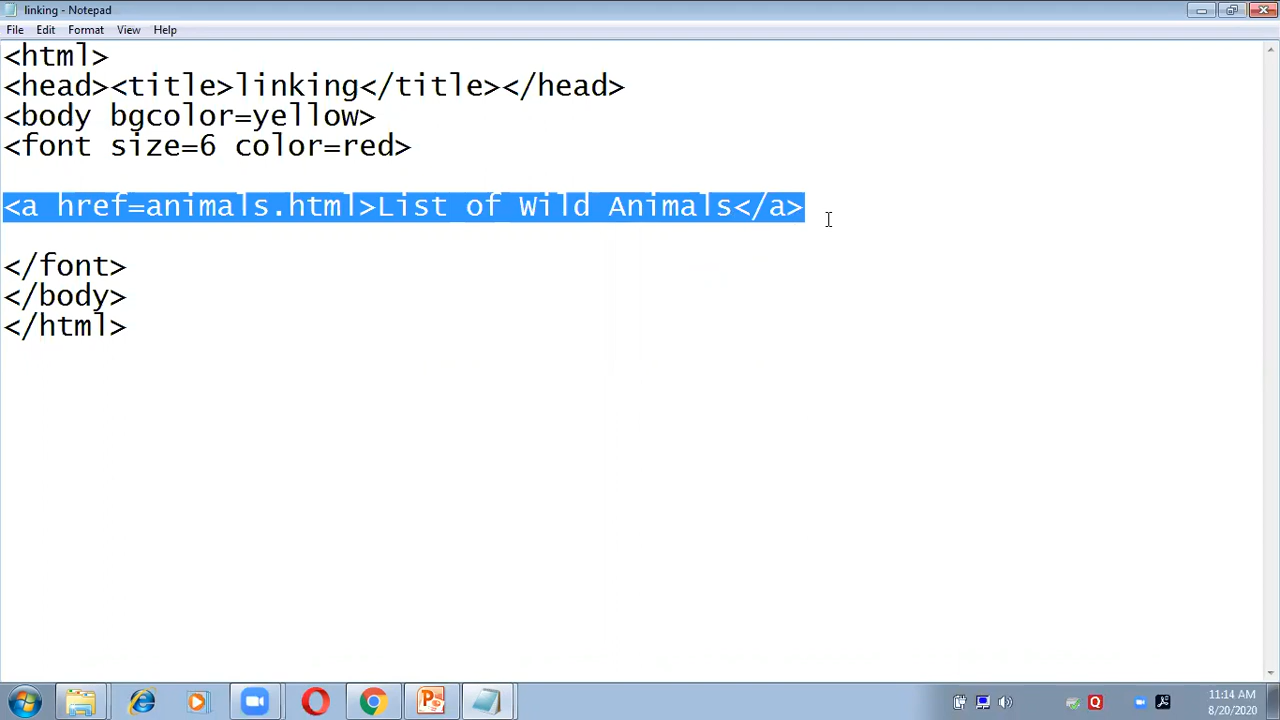 linking - Notepad
File Edit Format View Help
<html>
<head><title>linking</title></head>
<body bgcolor=yellow>
<font size=6 color=red>
<a href=animals.html>List of Wild Animals</a>
</font>
</body>
</html>
11:14 AM
8/20/2020